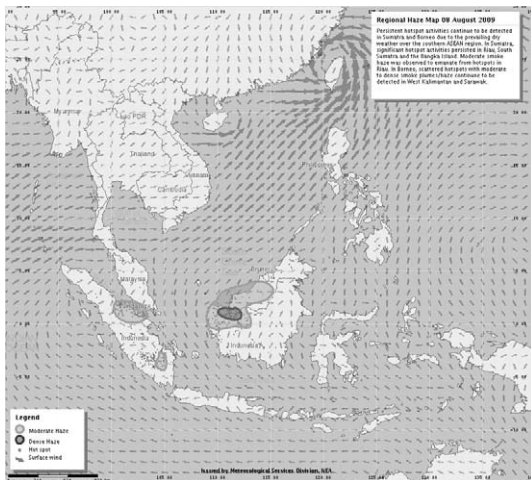 Regional Haze Map 08 August 2009
Persistent hotspot activities continue to be detected
in Sumatra and Borneo due to the prevailing dry
weather over the southern ASEAN region. In Sumatra,
significant hotspot activities persisted in Riau, South
Sumatra and the Bangka Island. Moderate smoke
haze was observed to emanate from hotspots in
Riau. In Borneo, scattered hotspots with moderate
to dense smoke plumes/haze continue to be
detected in West Kalimantan and Sarawak.
Myanmar
Lao PDR
Thailand
Vietnam
Cambodia
Philippines
Brunei
Malaysia
Indonesia
Indonesia
Legend
Moderate Haze
Dense Haze
Hot spot
Surface wind
Issued by Meteorological Services Division, NEA